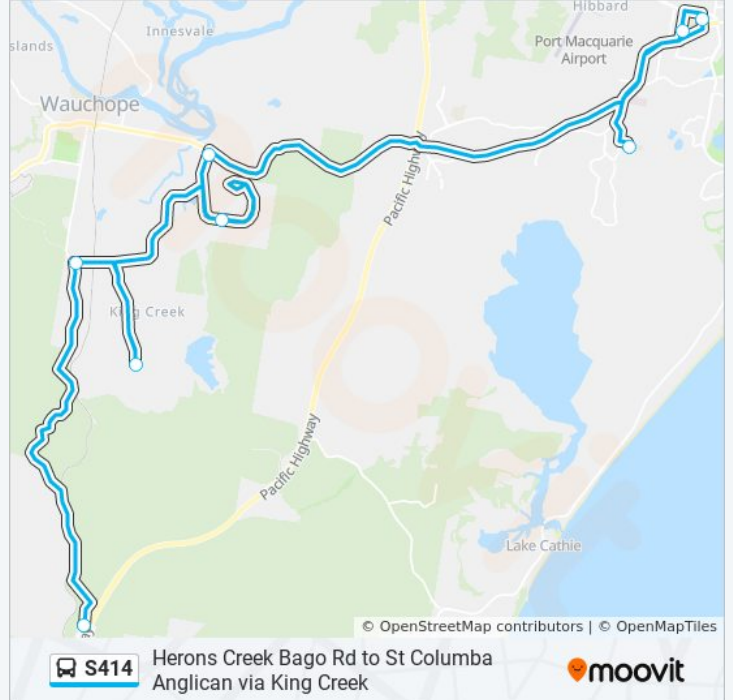 Hibbard
slands
Innesvale
Port Macquarie
Airport
Wauchope
Pacific Highway
King Creek
Pacific Highway
Lake Cathie
© OpenStreetMap contributors | © OpenMapTiles
S414
Herons Creek Bago Rd to St Columba
Anglican via King Creek
moovit